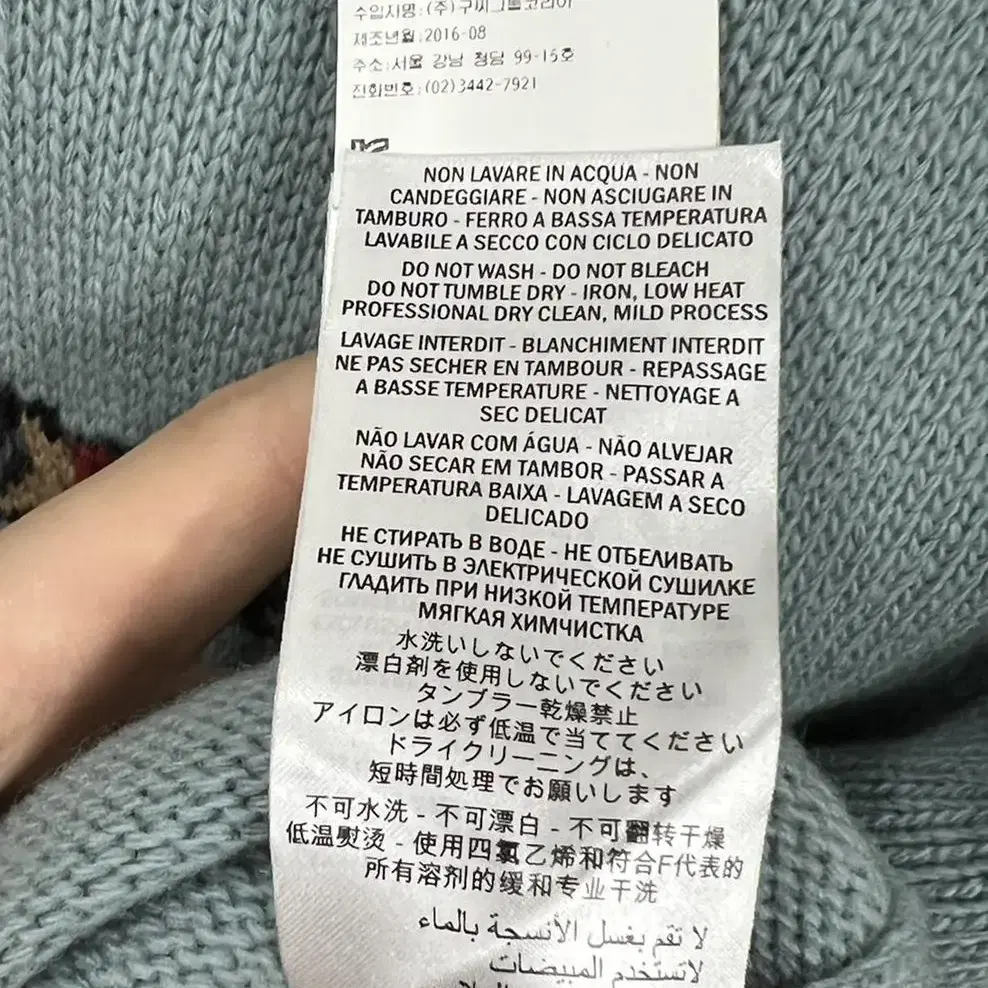 수입자명:(주)구찌그룹코리아
제조년월:2016-08
주소:서울 강남 청담 99-15호
전화번호:(02)3442-7921
NON LAVARE IN ACQUA - NON
CANDEGGIARE - NON ASCIUGARE IN
TAMBURO - FERRO A BASSA TEMPERATURA
LAVABILE A SECCO CON CICLO DELICATO
DO NOT WASH - DO NOT BLEACH
DO NOT TUMBLE DRY - IRON, LOW HEAT
PROFESSIONAL DRY CLEAN, MILD PROCESS
LAVAGE INTERDIT - BLANCHIMENT INTERDIT
NE PAS SECHER EN TAMBOUR - REPASSAGE
A BASSE TEMPERATURE - NETTOYAGE A
SEC DELICAT
NÃO LAVAR COM ÁGUA - NÃO ALVEJAR
NÃO SECAR EM TAMBOR - PASSAR A
TEMPERATURA BAIXA - LAVAGEM A SECO
DELICADO
НЕ СТИРАТЬ В ВОДЕ - НЕ ОТБЕЛИВАТЬ
НЕ СУШИТЬ В ЭЛЕКТРИЧЕСКОЙ СУШИЛКЕ
ГЛАДИТЬ ПРИ НИЗКОЙ ТЕМПЕРАТУРЕ
МЯГКАЯ ХИМЧИСТКА
水洗いしないでください
漂白剤を使用しないでください
タンブラー乾燥禁止
アイロンは必ず低温で当ててください
ドライクリーニングは、
短時間処理でお願いします
不可水洗 - 不可漂白 - 不可翻转干燥
低温熨烫 - 使用四氯乙烯和符合F代表的
所有溶剂的缓和专业干洗
لا تقم بغسل الأنسجة بالماء
لاتستخدم المبيضات